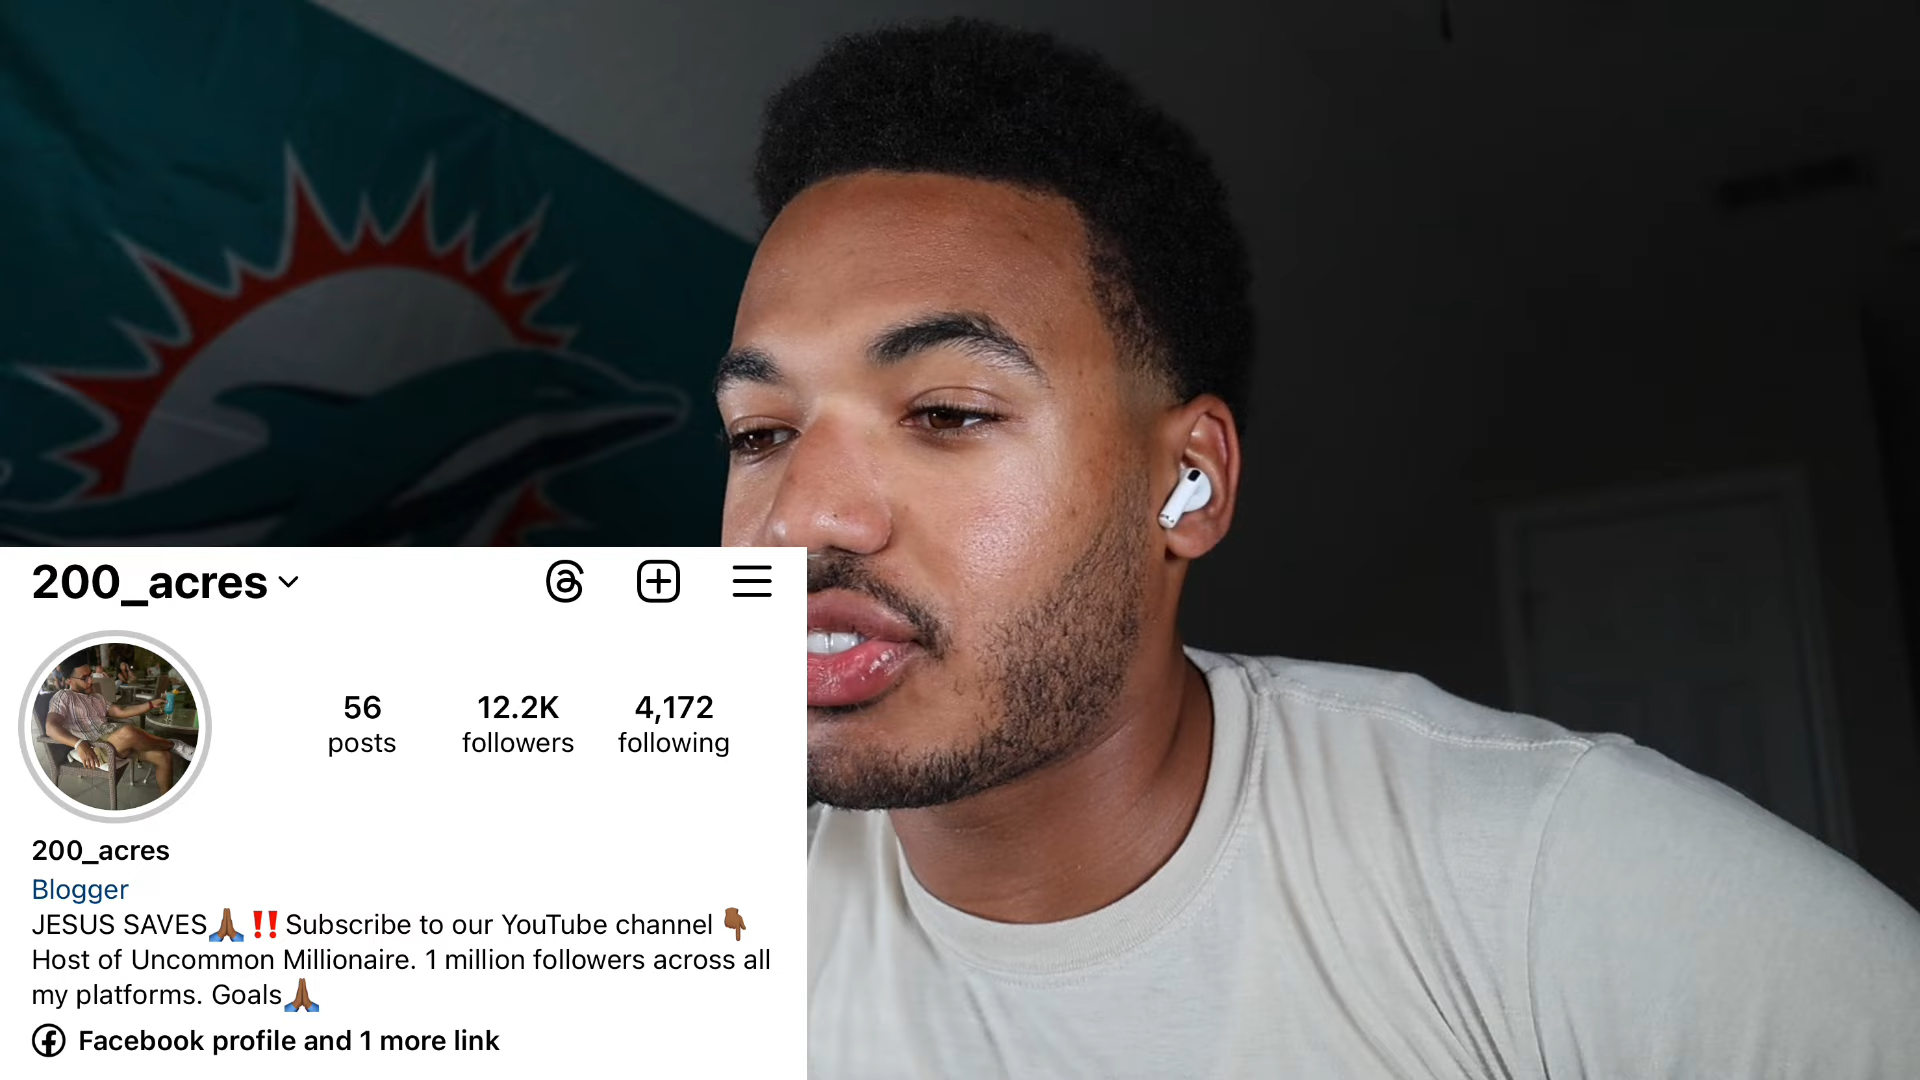 200_acres
56 12.2K 4,172
posts followers following
200_acres
Blogger
JESUS SAVES🙏🏾‼️Subscribe to our YouTube channel 👇🏾
Host of Uncommon Millionaire. 1 million followers across all
my platforms. Goals🙏🏾
Facebook profile and 1 more link